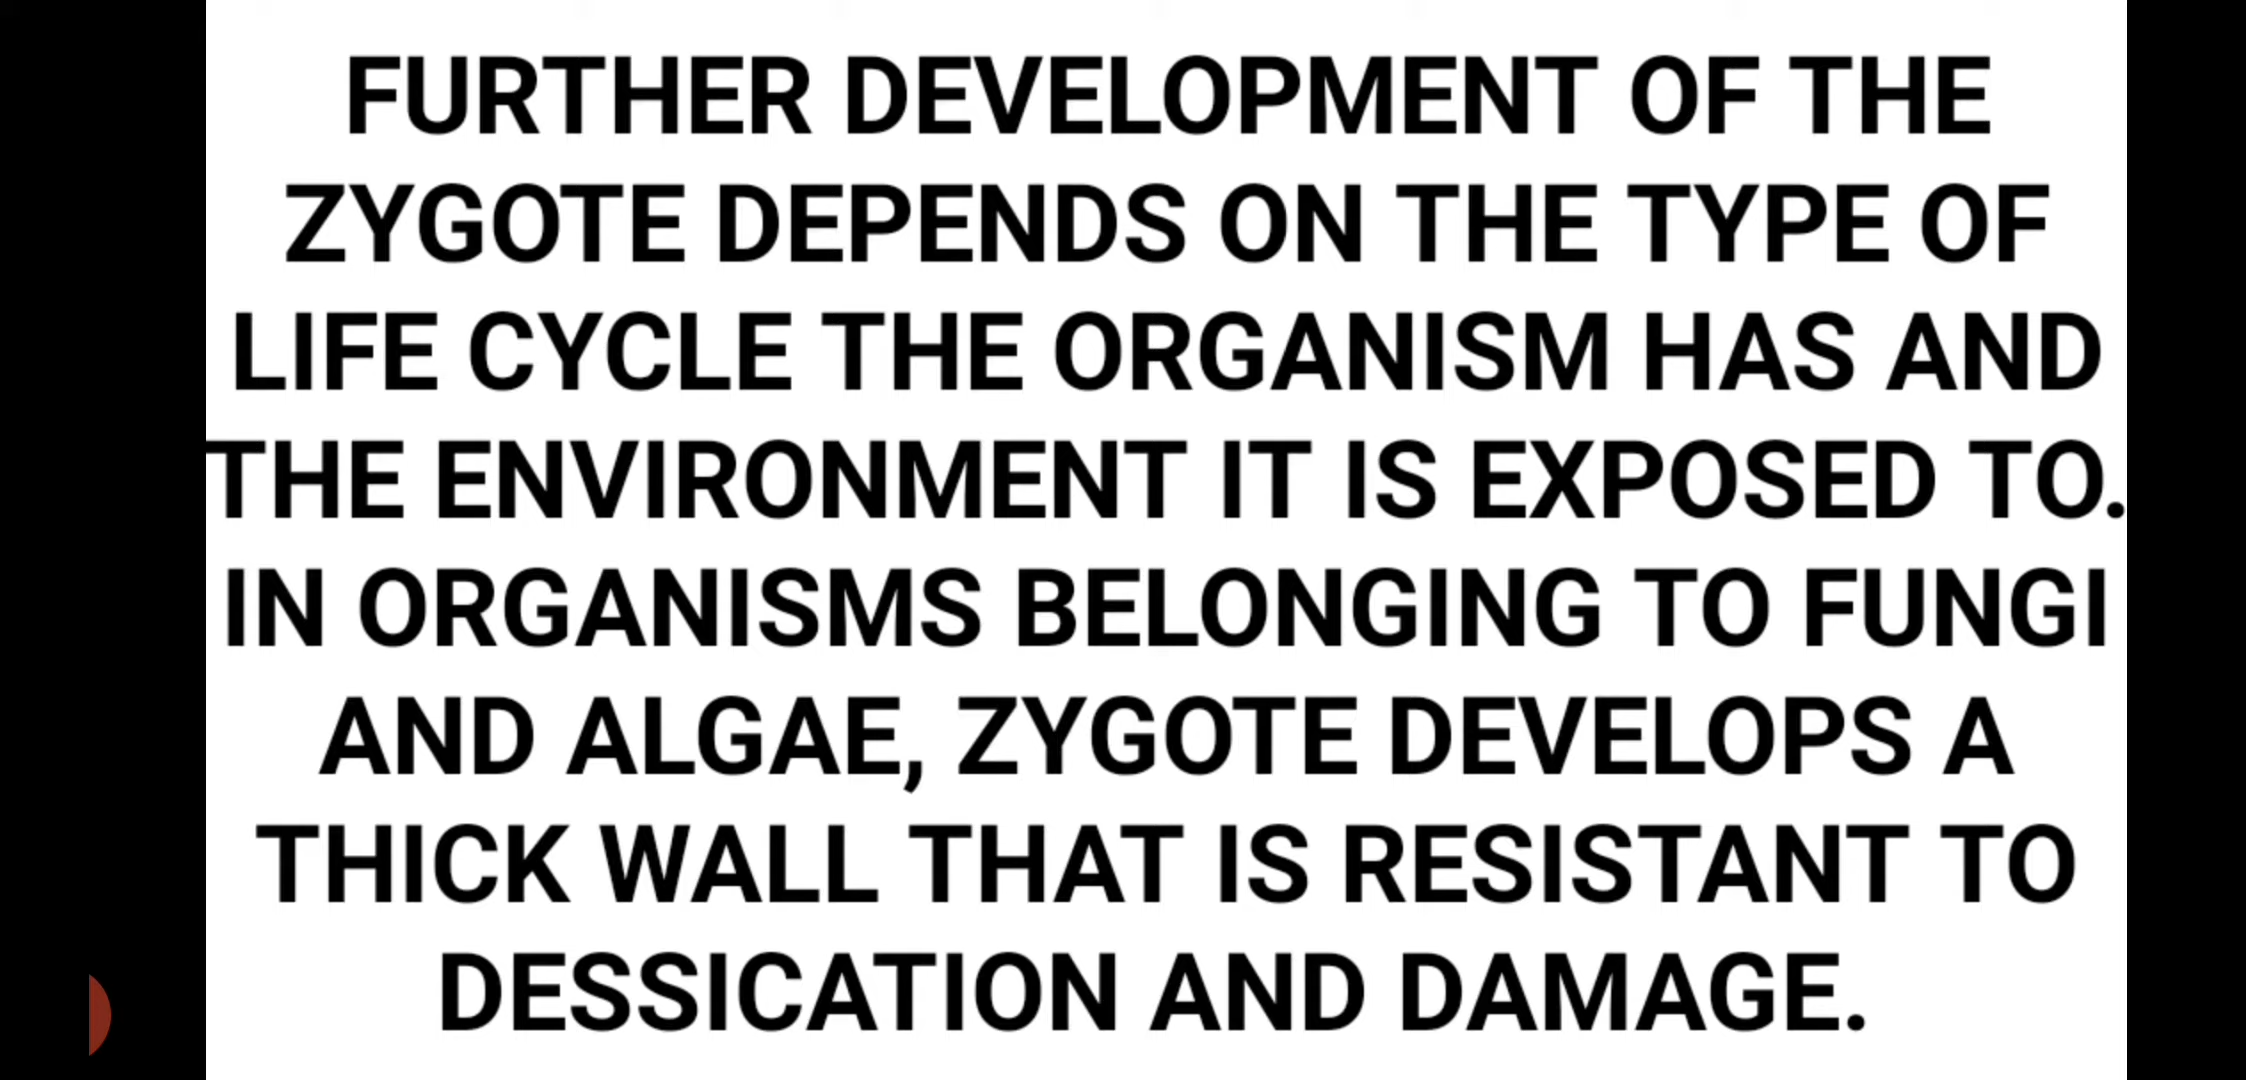 FURTHER DEVELOPMENT OF THE
ZYGOTE DEPENDS ON THE TYPE OF
LIFE CYCLE THE ORGANISM HAS AND
THE ENVIRONMENT IT IS EXPOSED TO.
IN ORGANISMS BELONGING TO FUNGI
AND ALGAE, ZYGOTE DEVELOPS A
THICK WALL THAT IS RESISTANT TO
DESSICATION AND DAMAGE.